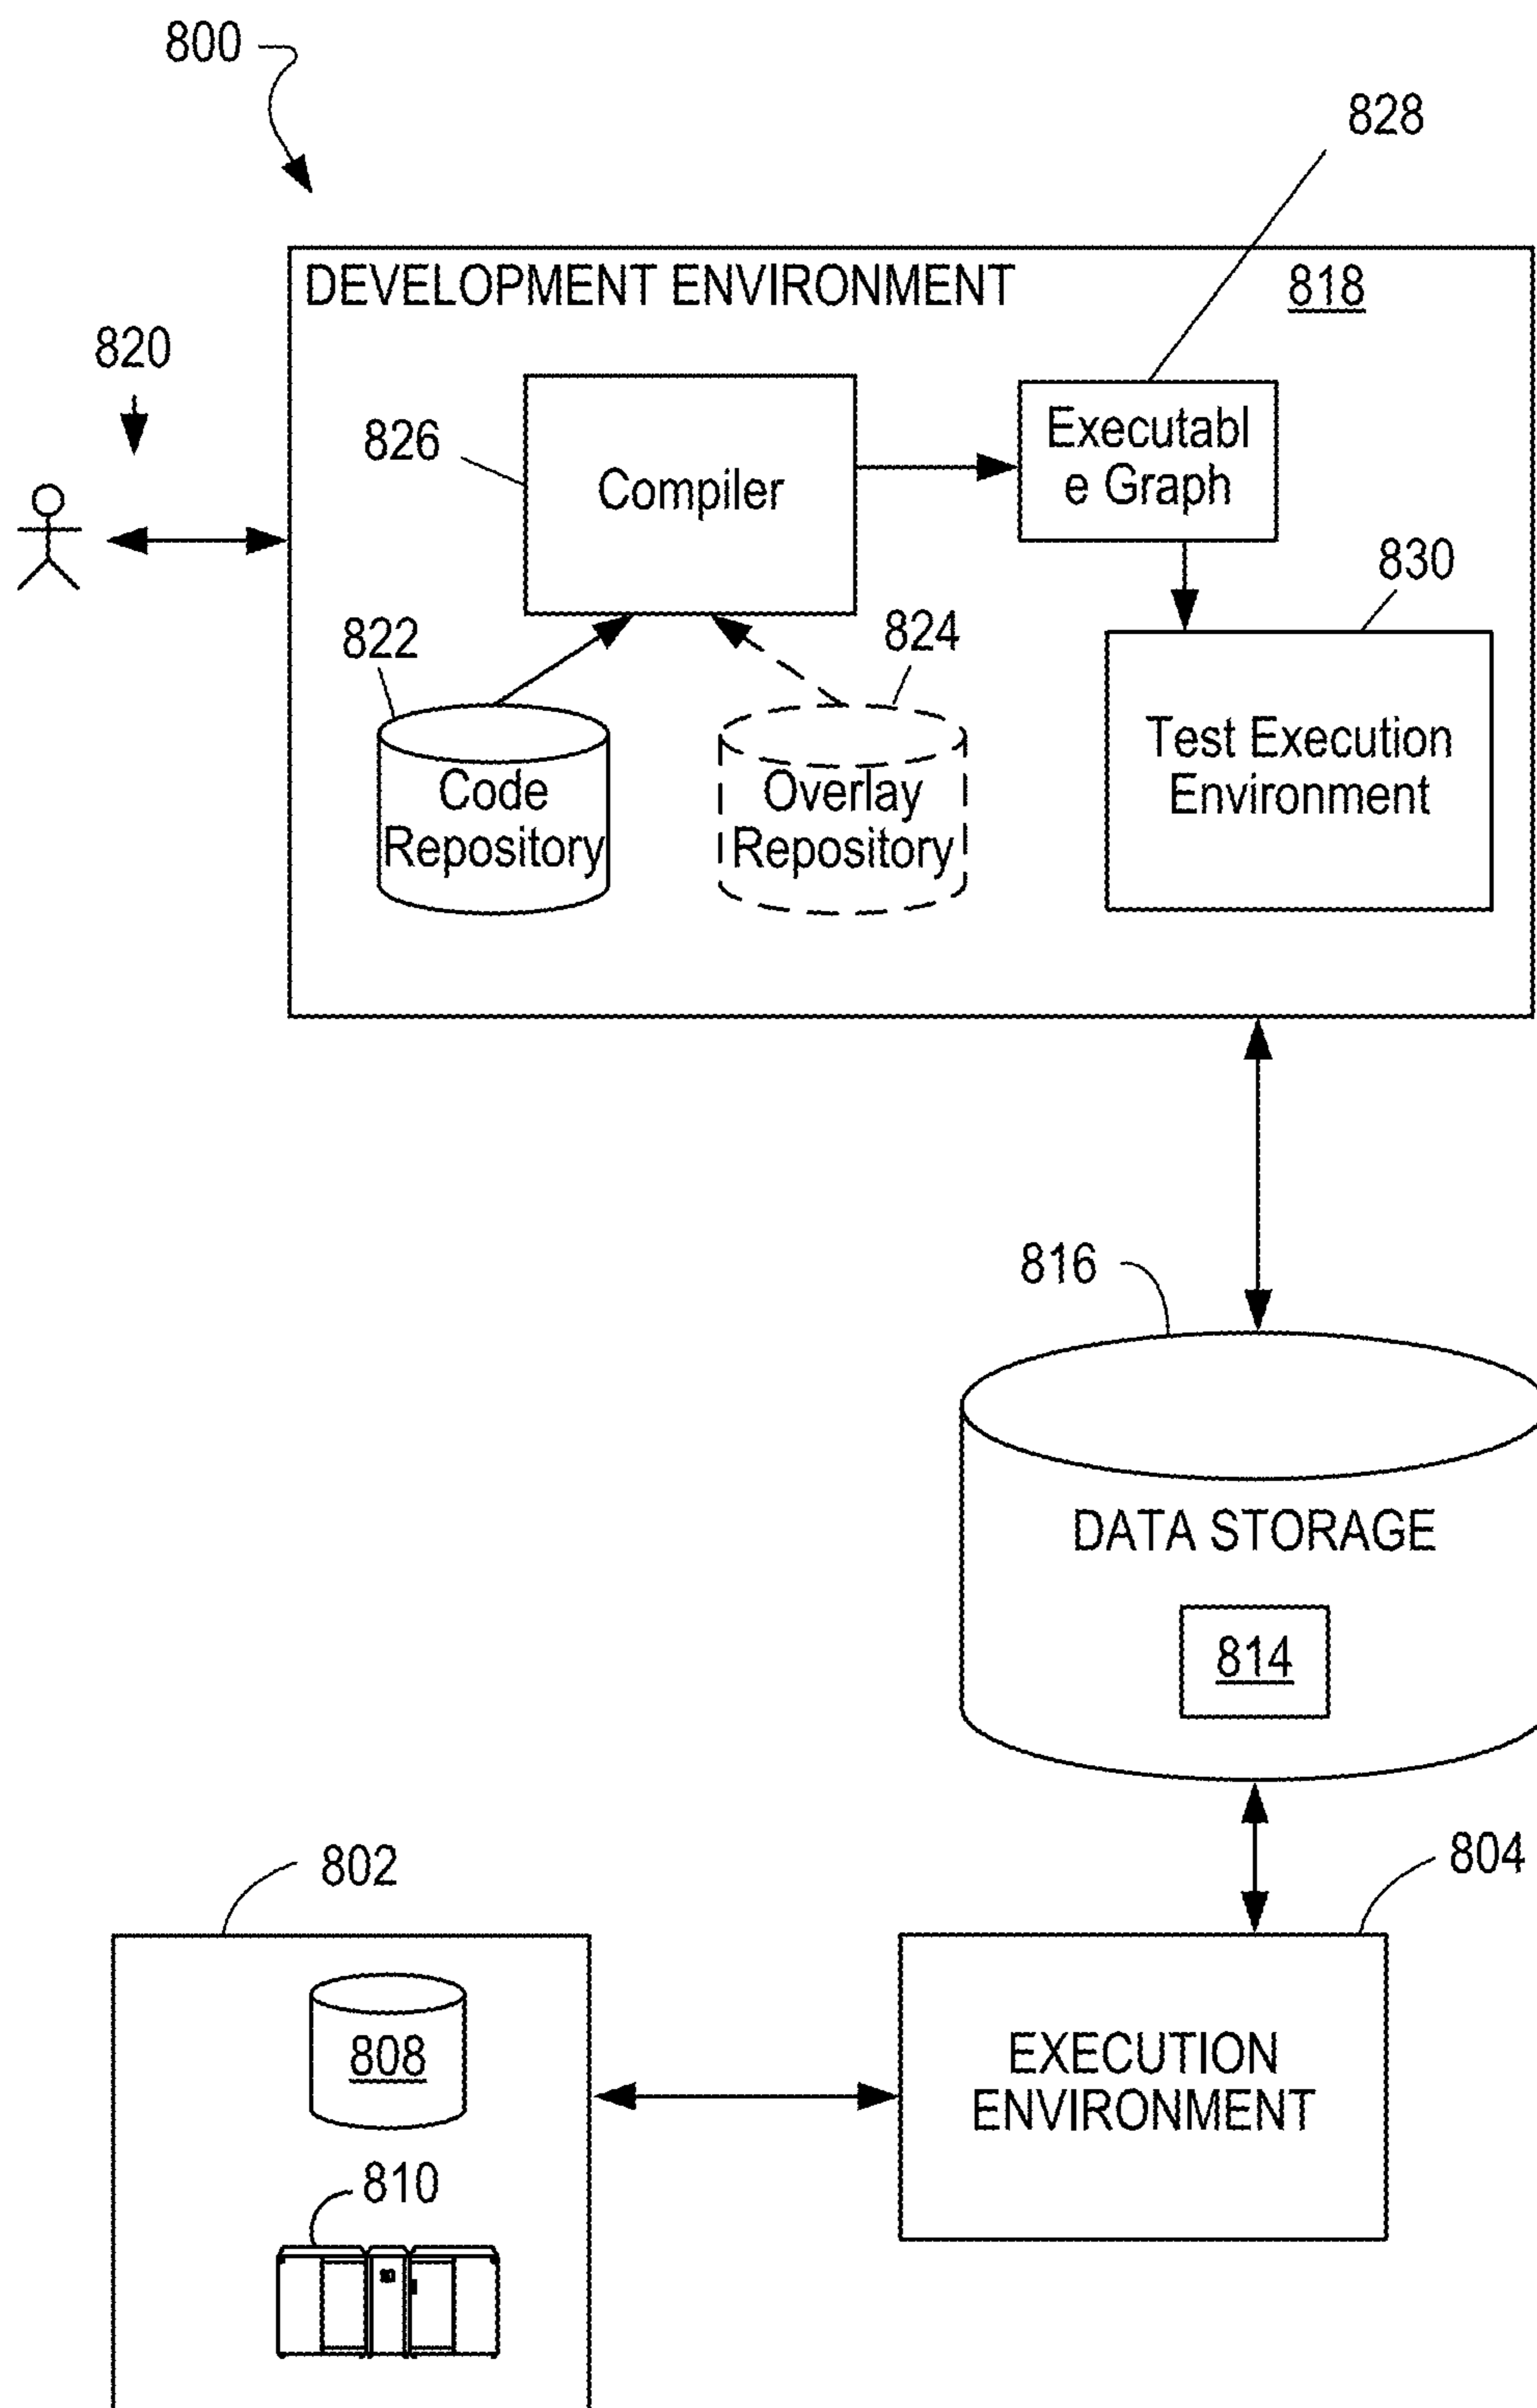 800
828
DEVELOPMENT ENVIRONMENT 818
820
826
Compiler
Executabl
e Graph
830
822
824
Code
Repository
Overlay
Repository
Test Execution
Environment
816
DATA STORAGE
814
802
804
808
EXECUTION
ENVIRONMENT
810